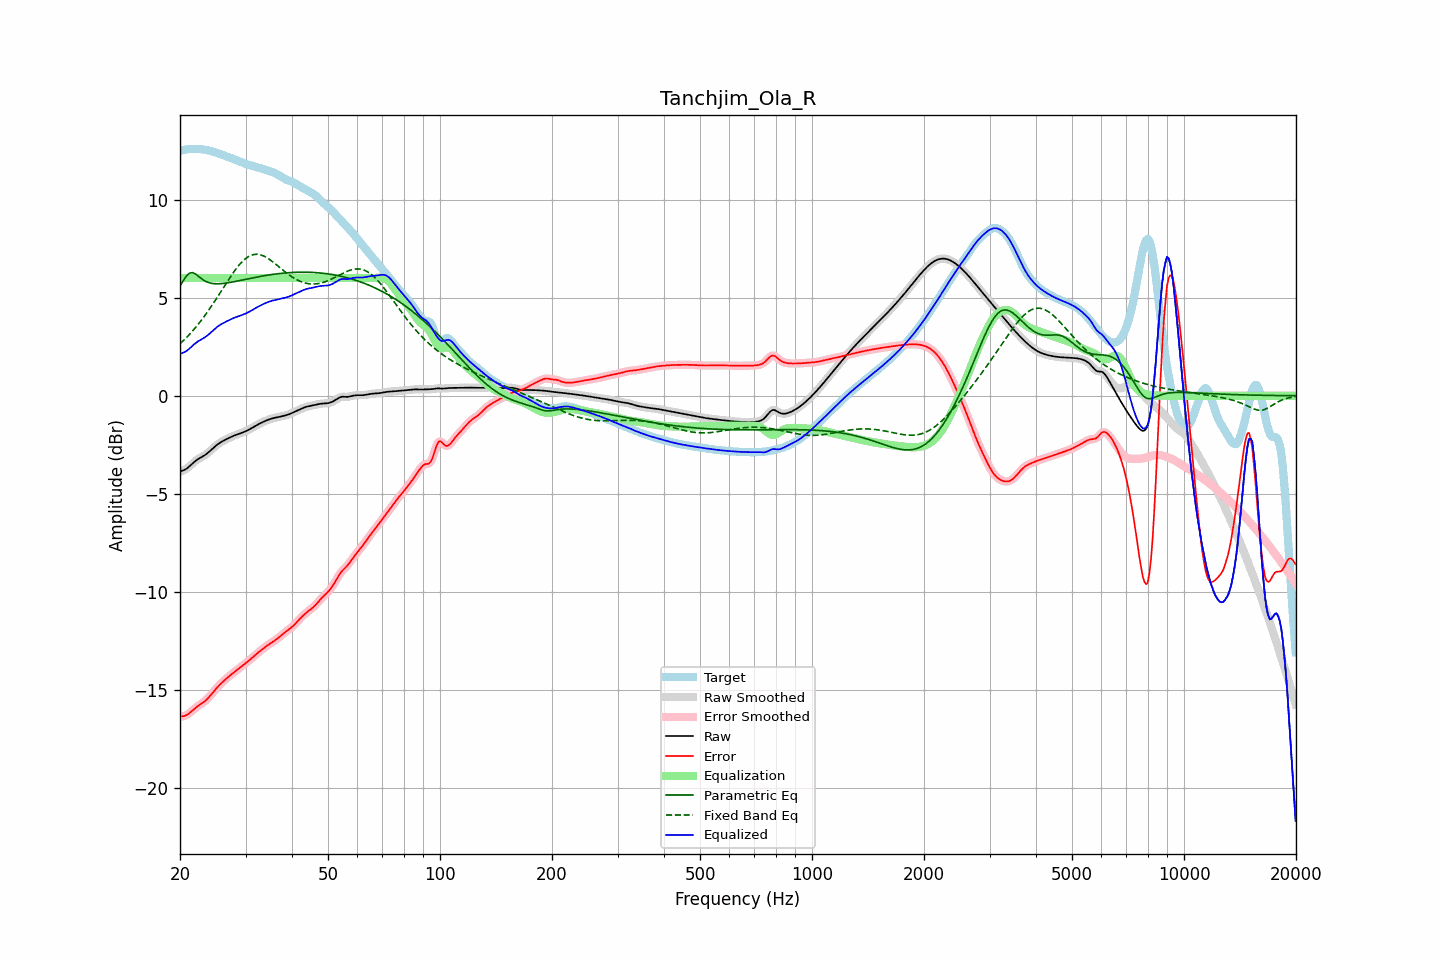 Tanchjim_Ola_R
Amplitude (dBr)
10
5
0
−5
−10
−15
−20
Target
Raw Smoothed
Error Smoothed
Raw
Error
Equalization
Parametric Eq
Fixed Band Eq
Equalized
20 50 100 200 500 1000 2000 5000 10000 20000
Frequency (Hz)